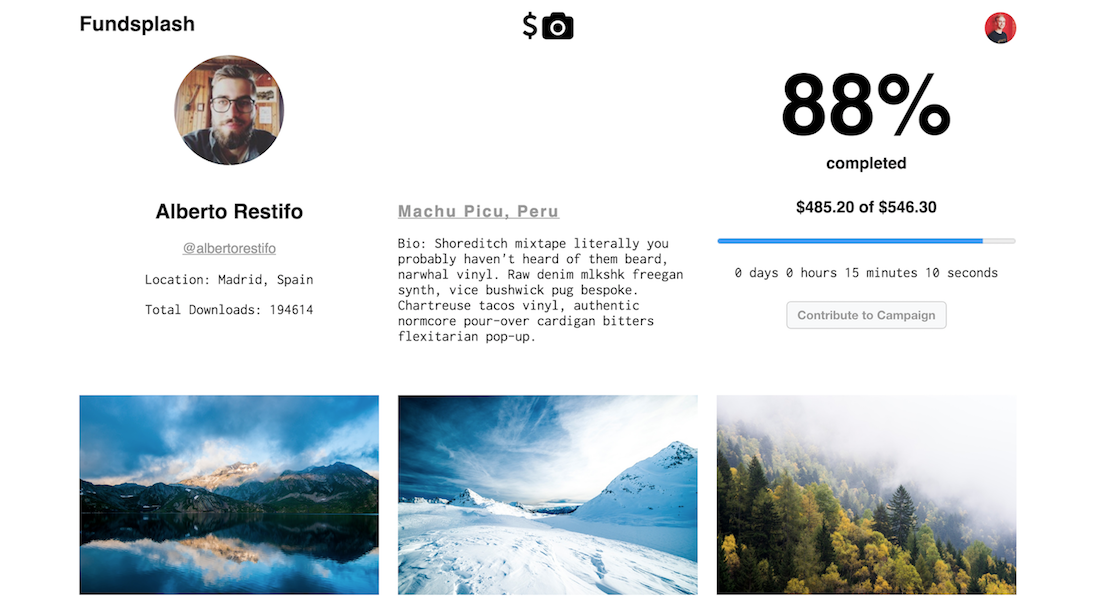 Fundsplash
$
Alberto Restifo
@albertorestifo
Location: Madrid, Spain
Total Downloads: 194614
Machu Picu, Peru
Bio: Shoreditch mixtape literally you
probably haven't heard of them beard,
narwhal vinyl. Raw denim mlkshk freegan
synth, vice bushwick pug bespoke.
Chartreuse tacos vinyl, authentic
normcore pour-over cardigan bitters
flexitarian pop-up.
88%
completed
$485.20 of $546.30
0 days 0 hours 15 minutes 10 seconds
Contribute to Campaign